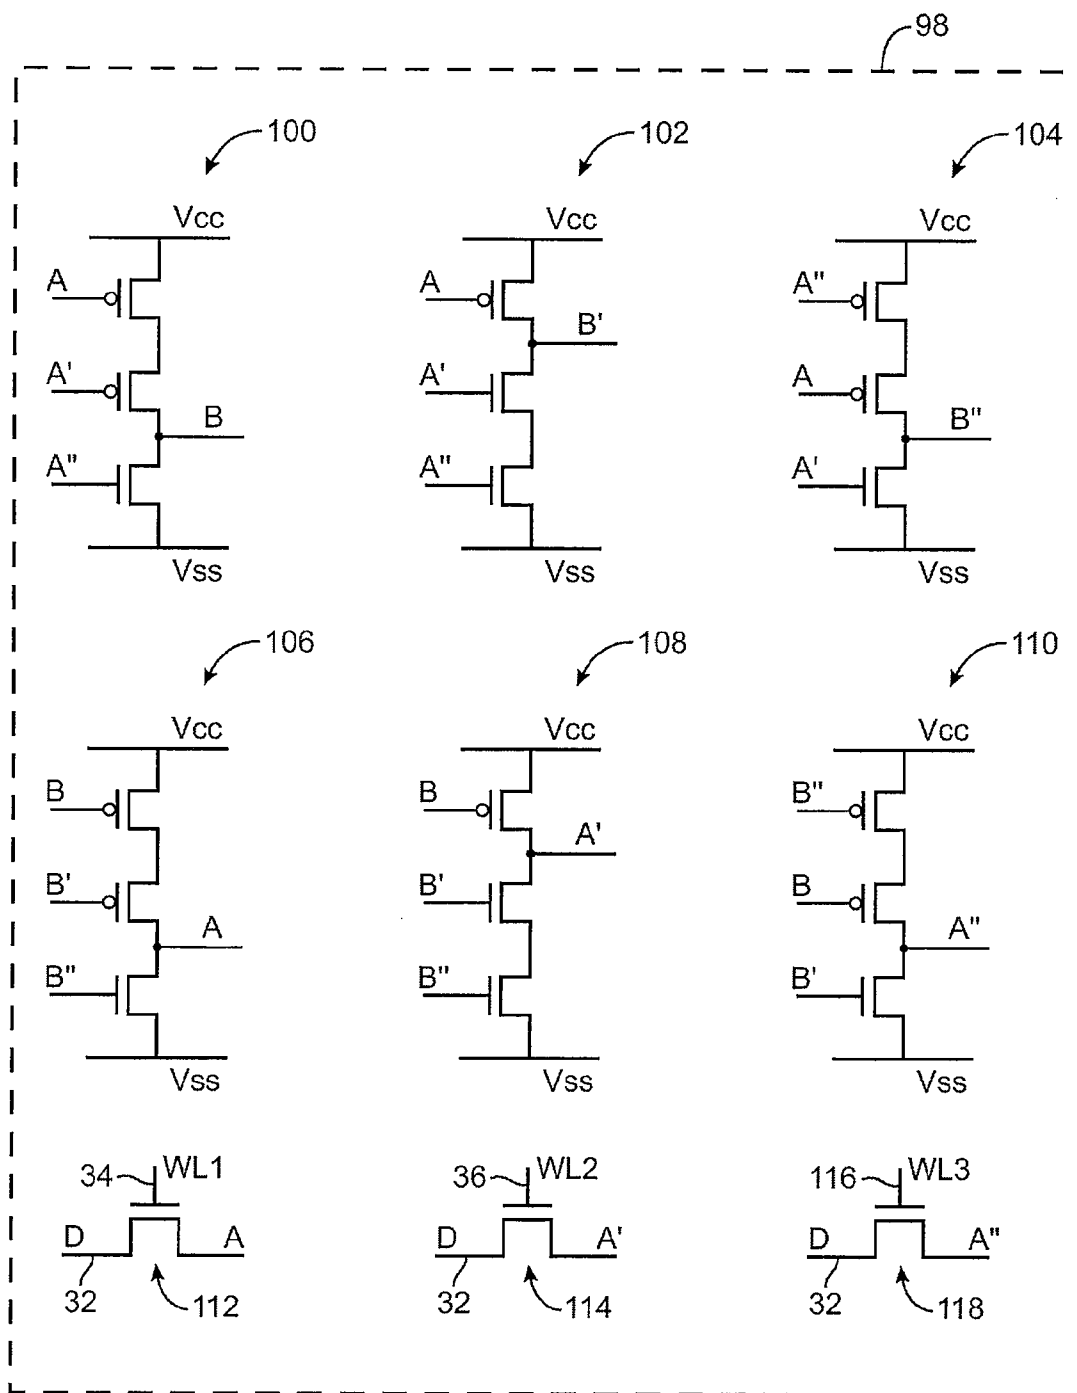 98
100
102
104
Vcc
Vcc
Vcc
A
A
A"
A'
B'
A
B
A'
B"
A"
A"
A'
Vss
Vss
Vss
106
108
110
Vcc
Vcc
Vcc
B
B
B"
B'
A'
B
A
B'
A"
B"
B"
B'
Vss
Vss
Vss
34 WL1
36 WL2
116 WL3
D A
D A'
D A"
32 112
32 114
32 118